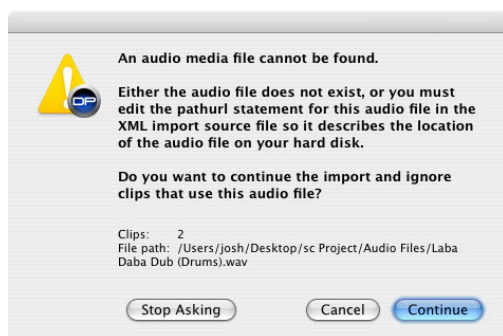 An audio media file cannot be found.
Either the audio file does not exist, or you must
edit the pathurl statement for this audio file in the
XML import source file so it describes the location
of the audio file on your hard disk.
Do you want to continue the import and ignore
clips that use this audio file?
DP
Clips: 2
File path: /Users/josh/Desktop/sc Project/Audio Files/Laba
Daba Dub (Drums).wav
Stop Asking Cancel Continue